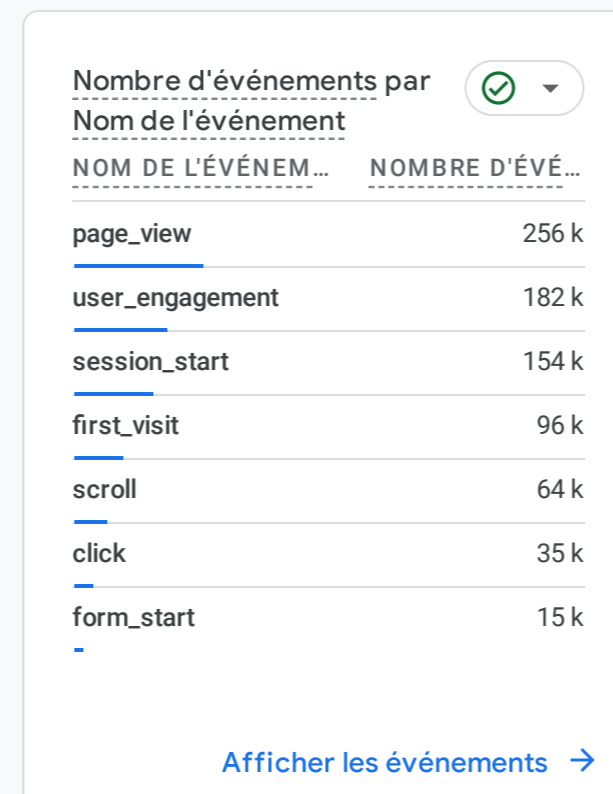 Nombre d'événements par
Nom de l'événement
NOM DE L'ÉVÉNEM… NOMBRE D'ÉVÉ…
page_view 256 k
user_engagement 182 k
session_start 154 k
first_visit 96 k
scroll 64 k
click 35 k
form_start 15 k
Afficher les événements